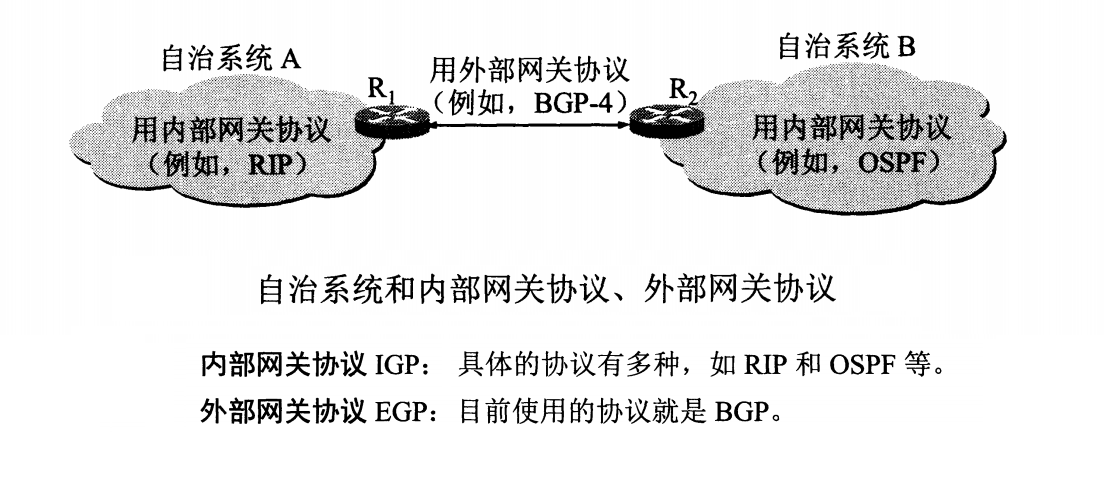 自治系统 A
自治系统 B
用外部网关协议
（例如，BGP-4）
R1
R2
用内部网关协议
（例如，RIP）
用内部网关协议
（例如，OSPF）
自治系统和内部网关协议、外部网关协议
内部网关协议 IGP： 具体的协议有多种，如 RIP 和 OSPF 等。
外部网关协议 EGP：目前使用的协议就是 BGP。